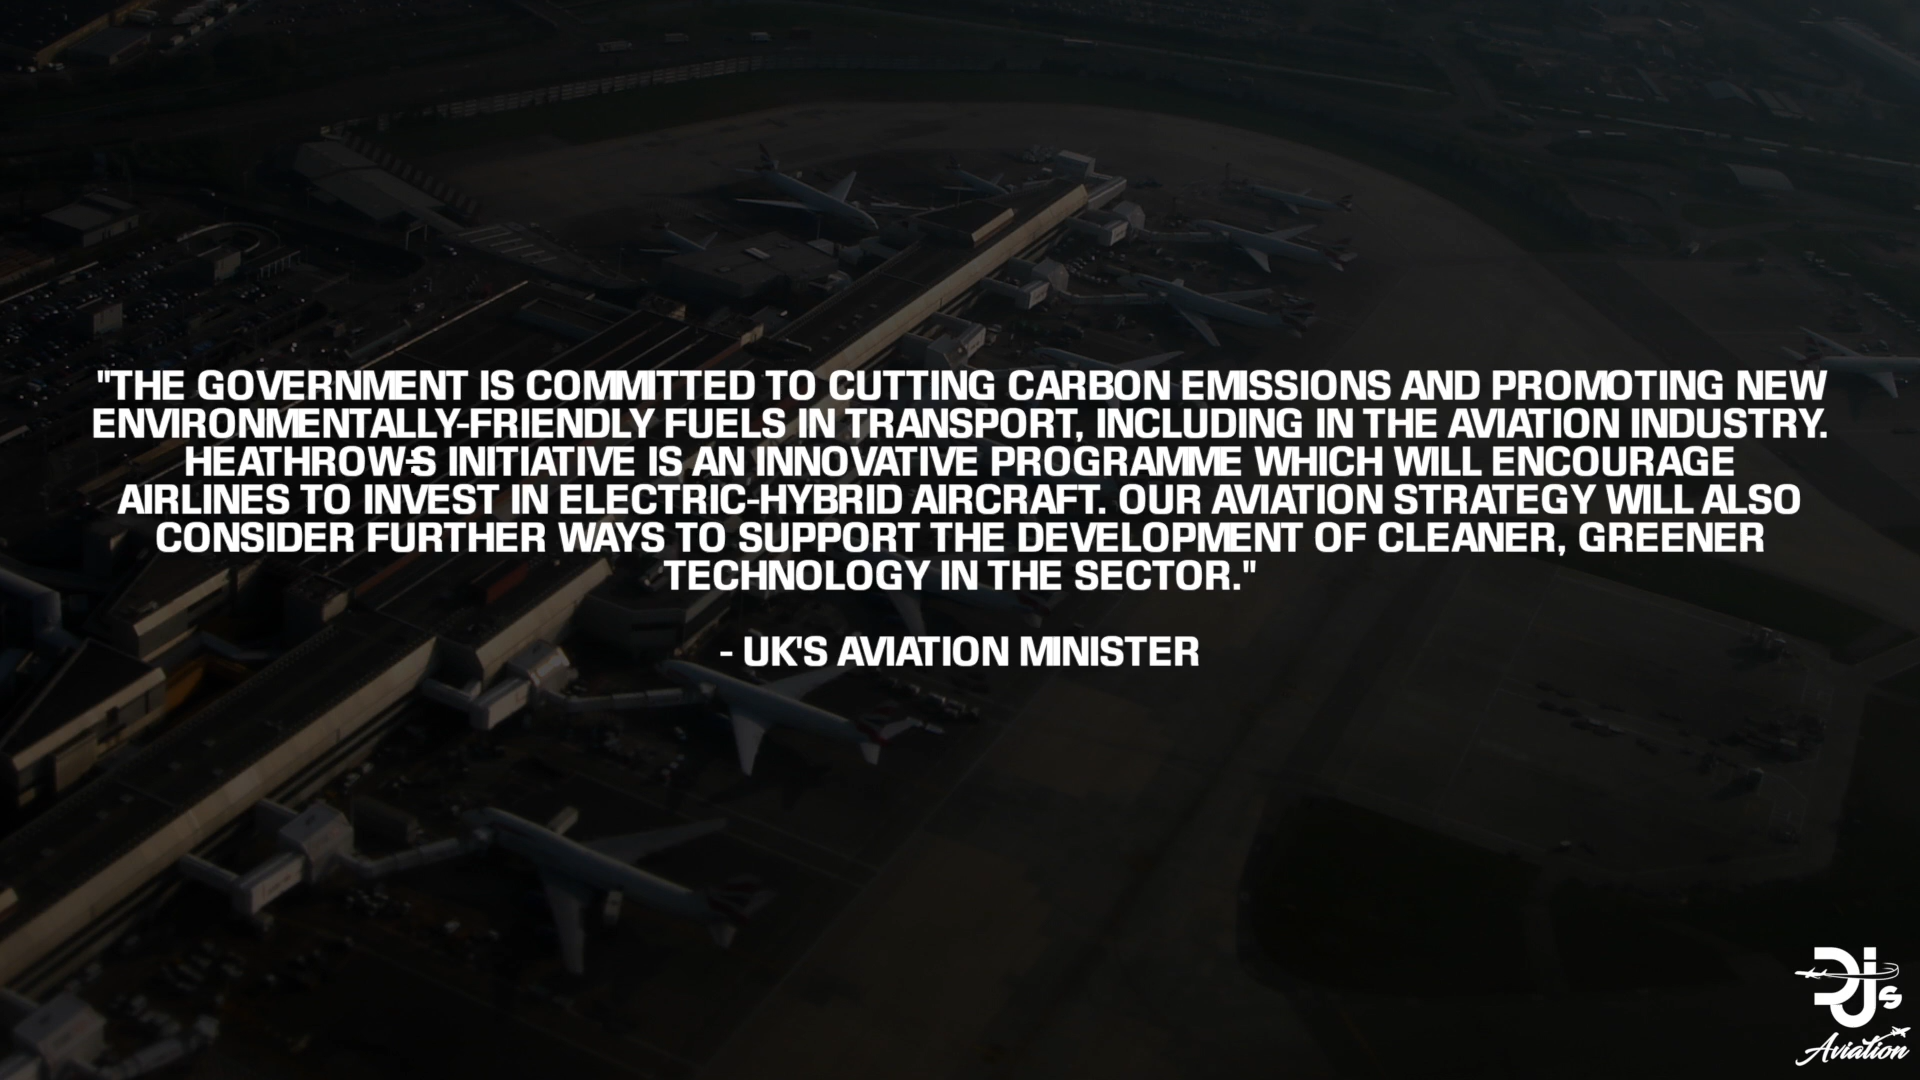 "THE GOVERNMENT IS COMMITTED TO CUTTING CARBON EMISSIONS AND PROMOTING NEW
ENVIRONMENTALLY-FRIENDLY FUELS IN TRANSPORT, INCLUDING IN THE AVIATION INDUSTRY.
HEATHROW'S INITIATIVE IS AN INNOVATIVE PROGRAMME WHICH WILL ENCOURAGE
AIRLINES TO INVEST IN ELECTRIC-HYBRID AIRCRAFT. OUR AVIATION STRATEGY WILL ALSO
CONSIDER FURTHER WAYS TO SUPPORT THE DEVELOPMENT OF CLEANER, GREENER
TECHNOLOGY IN THE SECTOR."
- UK'S AVIATION MINISTER
DJs
Aviation